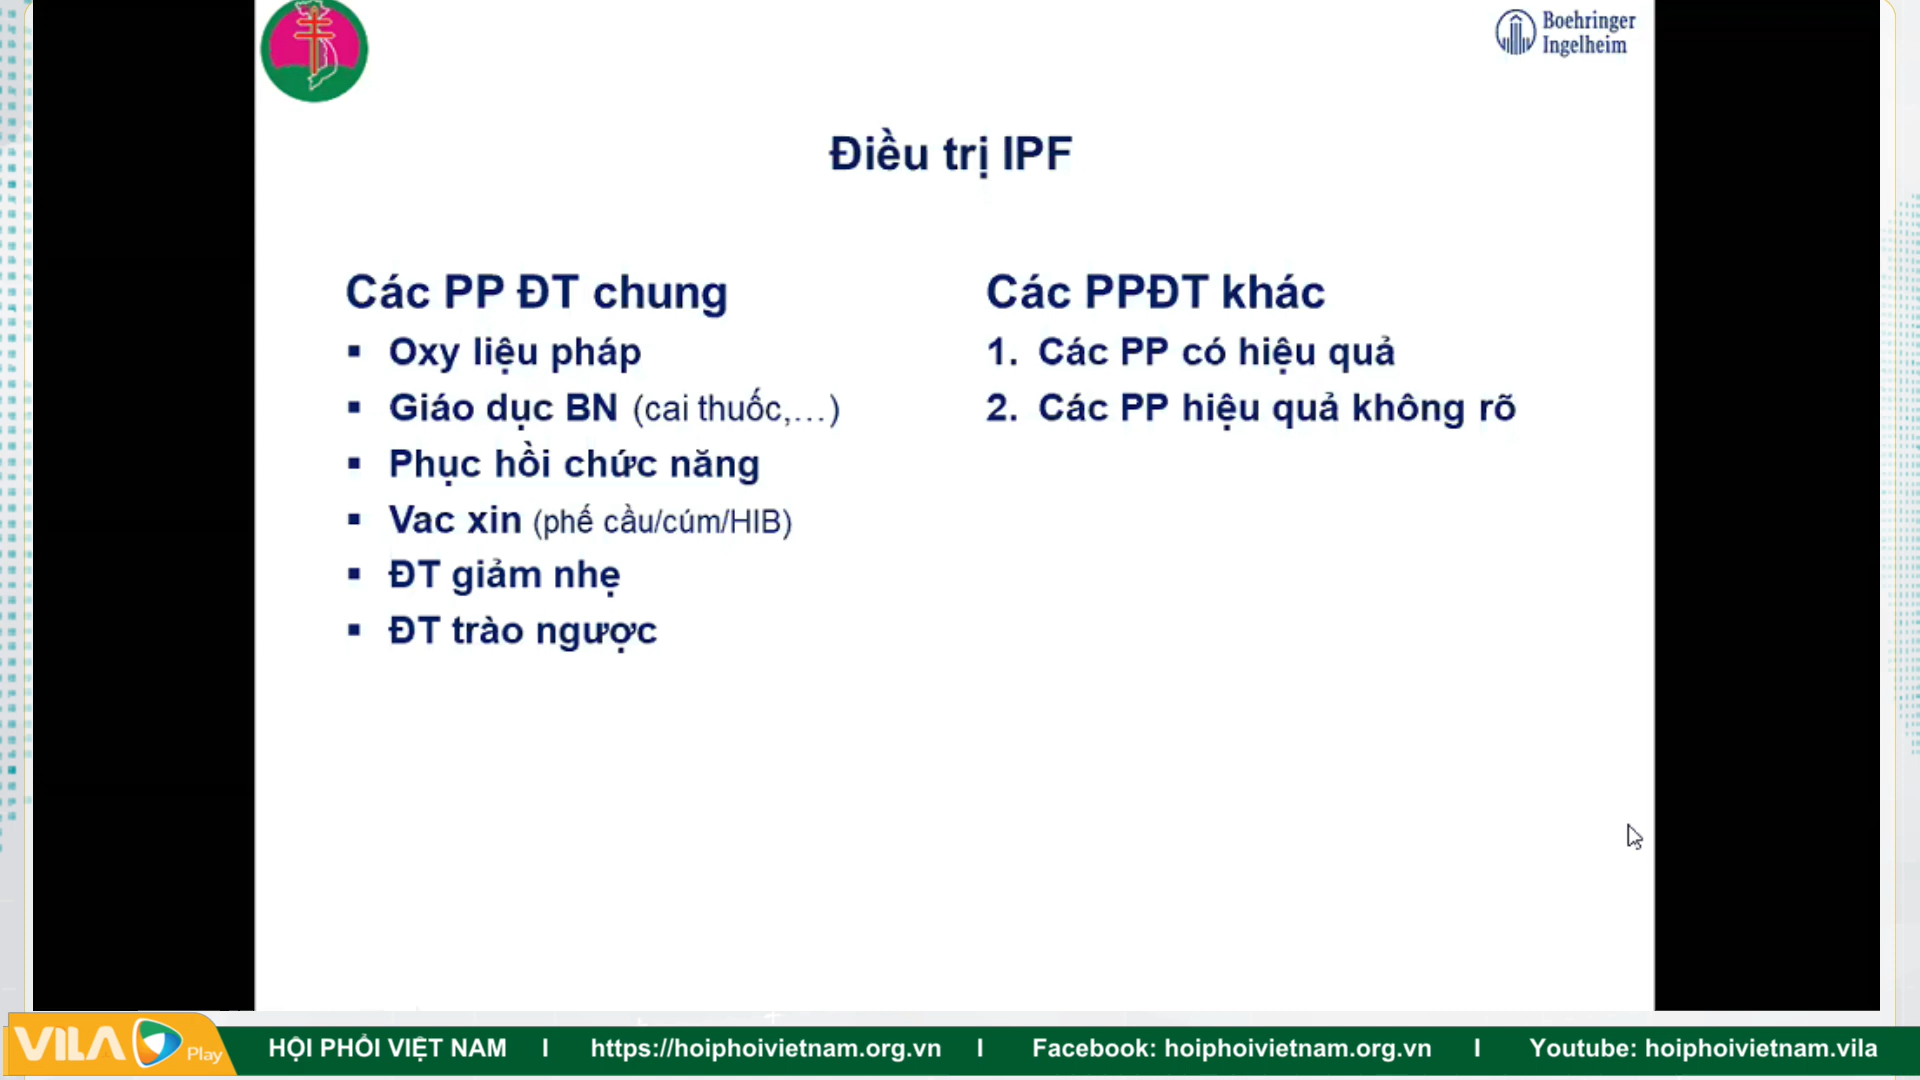 Boehringer
Ingelheim
Điều trị IPF
Các PP ĐT chung
▪ Oxy liệu pháp
▪ Giáo dục BN (cai thuốc,…)
▪ Phục hồi chức năng
▪ Vac xin (phế cầu/cúm/HIB)
▪ ĐT giảm nhẹ
▪ ĐT trào ngược
Các PPĐT khác
1. Các PP có hiệu quả
2. Các PP hiệu quả không rõ
VILA Play
HỘI PHỔI VIỆT NAM I https://hoiphoivietnam.org.vn I Facebook: hoiphoivietnam.org.vn I Youtube: hoiphoivietnam.vila